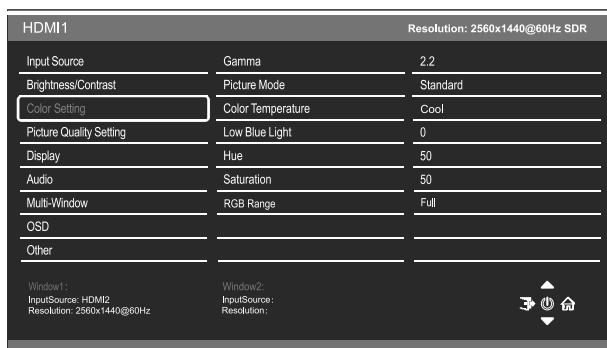 HDMI1 Resolution: 2560x1440@60Hz SDR
Input Source Gamma 2.2
Brightness/Contrast Picture Mode Standard
Color Setting Color Temperature Cool
Picture Quality Setting Low Blue Light 0
Display Hue 50
Audio Saturation 50
Multi-Window RGB Range Full
OSD
Other
Window1: Window2:
InputSource: HDMI2 InputSource:
Resolution: 2560x1440@60Hz Resolution: